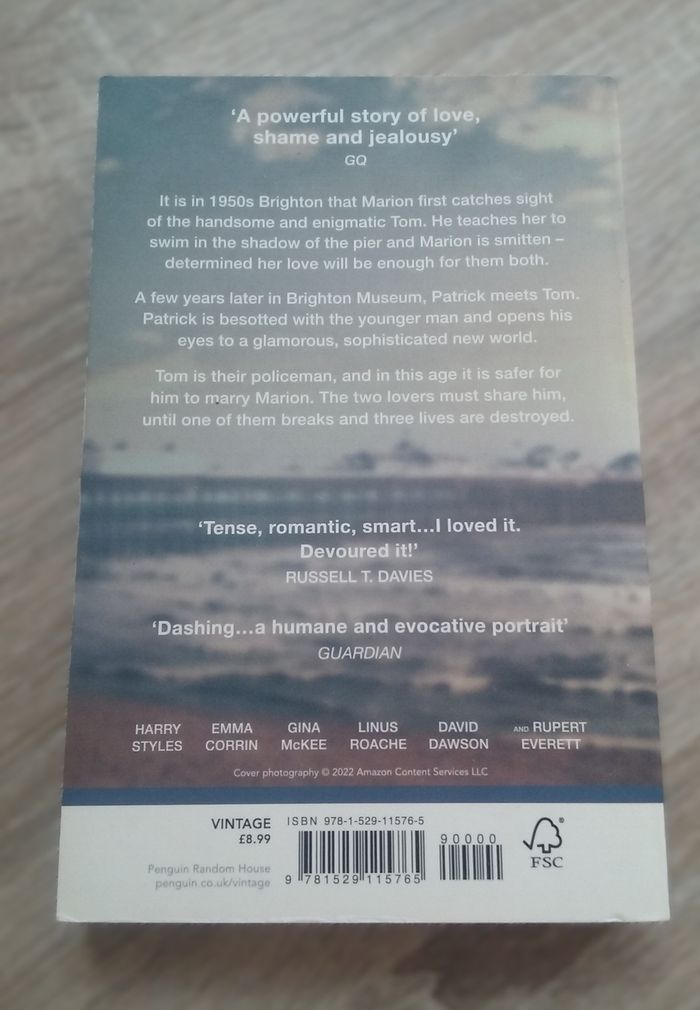 ‘A powerful story of love,
shame and jealousy’
GQ
It is in 1950s Brighton that Marion first catches sight
of the handsome and enigmatic Tom. He teaches her to
swim in the shadow of the pier and Marion is smitten –
determined her love will be enough for them both.
A few years later in Brighton Museum, Patrick meets Tom.
Patrick is besotted with the younger man and opens his
eyes to a glamorous, sophisticated new world.
Tom is their policeman, and in this age it is safer for
him to marry Marion. The two lovers must share him,
until one of them breaks and three lives are destroyed.
‘Tense, romantic, smart...I loved it.
Devoured it!’
RUSSELL T. DAVIES
‘Dashing...a humane and evocative portrait’
GUARDIAN
HARRY STYLES
EMMA CORRIN
GINA McKEE
LINUS ROACHE
DAVID DAWSON
AND RUPERT EVERETT
Cover photography © 2022 Amazon Content Services LLC
VINTAGE
£8.99
Penguin Random House
penguin.co.uk/vintage
ISBN 978-1-529-11576-5
90000
9 781529 115765
FSC®